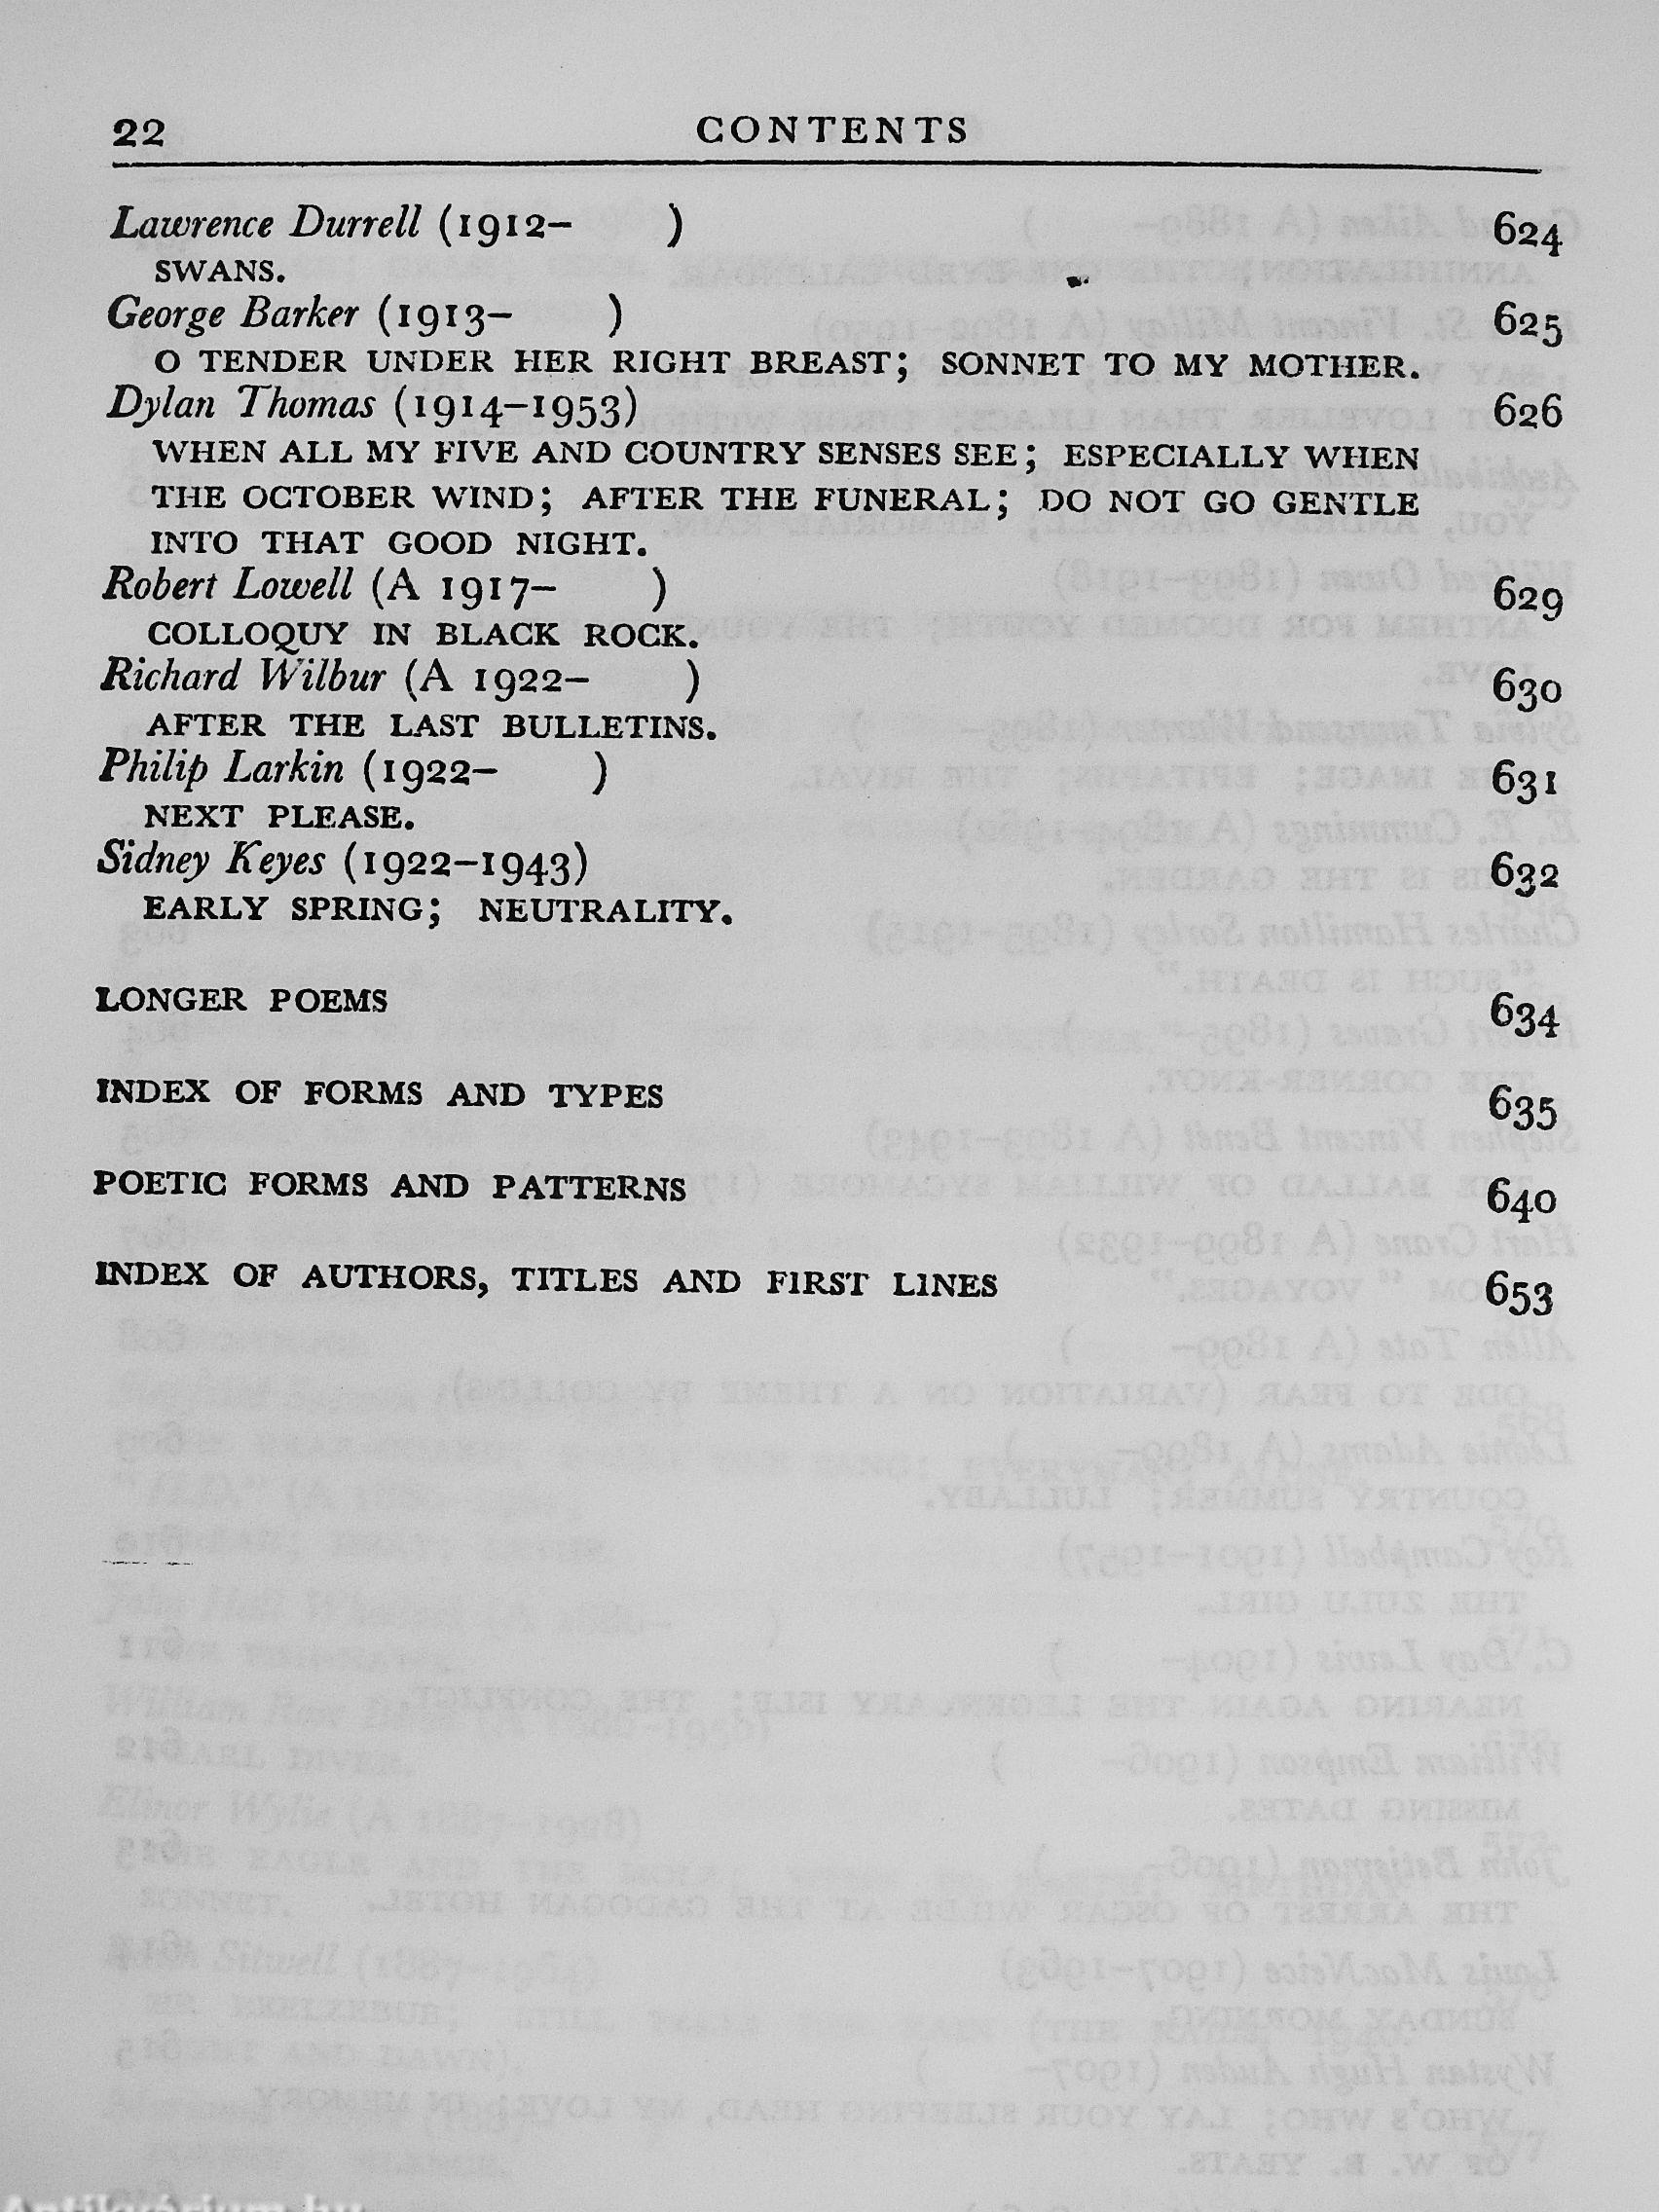 22 CONTENTS
Lawrence Durrell (1912– ) 624
SWANS.
George Barker (1913– ) 625
O TENDER UNDER HER RIGHT BREAST; SONNET TO MY MOTHER.
Dylan Thomas (1914–1953) 626
WHEN ALL MY FIVE AND COUNTRY SENSES SEE; ESPECIALLY WHEN
THE OCTOBER WIND; AFTER THE FUNERAL; DO NOT GO GENTLE
INTO THAT GOOD NIGHT.
Robert Lowell (A 1917– ) 629
COLLOQUY IN BLACK ROCK.
Richard Wilbur (A 1922– ) 630
AFTER THE LAST BULLETINS.
Philip Larkin (1922– ) 631
NEXT PLEASE.
Sidney Keyes (1922–1943) 632
EARLY SPRING; NEUTRALITY.
LONGER POEMS 634
INDEX OF FORMS AND TYPES 635
POETIC FORMS AND PATTERNS 640
INDEX OF AUTHORS, TITLES AND FIRST LINES 653